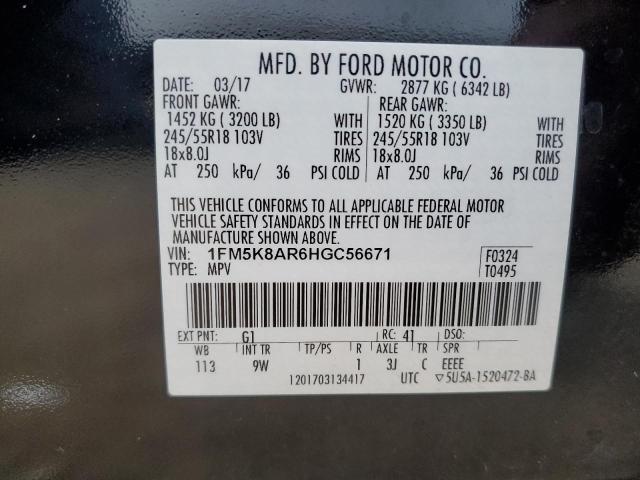 MFD. BY FORD MOTOR CO.
DATE: 03/17 GVWR: 2877 KG ( 6342 LB)
FRONT GAWR: REAR GAWR:
1452 KG ( 3200 LB) WITH 1520 KG ( 3350 LB) WITH
245/55R18 103V TIRES 245/55R18 103V TIRES
18x8.0J RIMS 18x8.0J RIMS
AT 250 kPa/ 36 PSI COLD AT 250 kPa/ 36 PSI COLD
THIS VEHICLE CONFORMS TO ALL APPLICABLE FEDERAL MOTOR
VEHICLE SAFETY STANDARDS IN EFFECT ON THE DATE OF
MANUFACTURE SHOWN ABOVE.
VIN: 1FM5K8AR6HGC56671 F0324
TYPE: MPV T0495
EXT PNT: G1 RC: 41 DSO:
WB INT TR TP/PS R AXLE TR SPR
113 9W 1 3J C EEEE
1201703134417 UTC ▽5U5A-1520472-BA